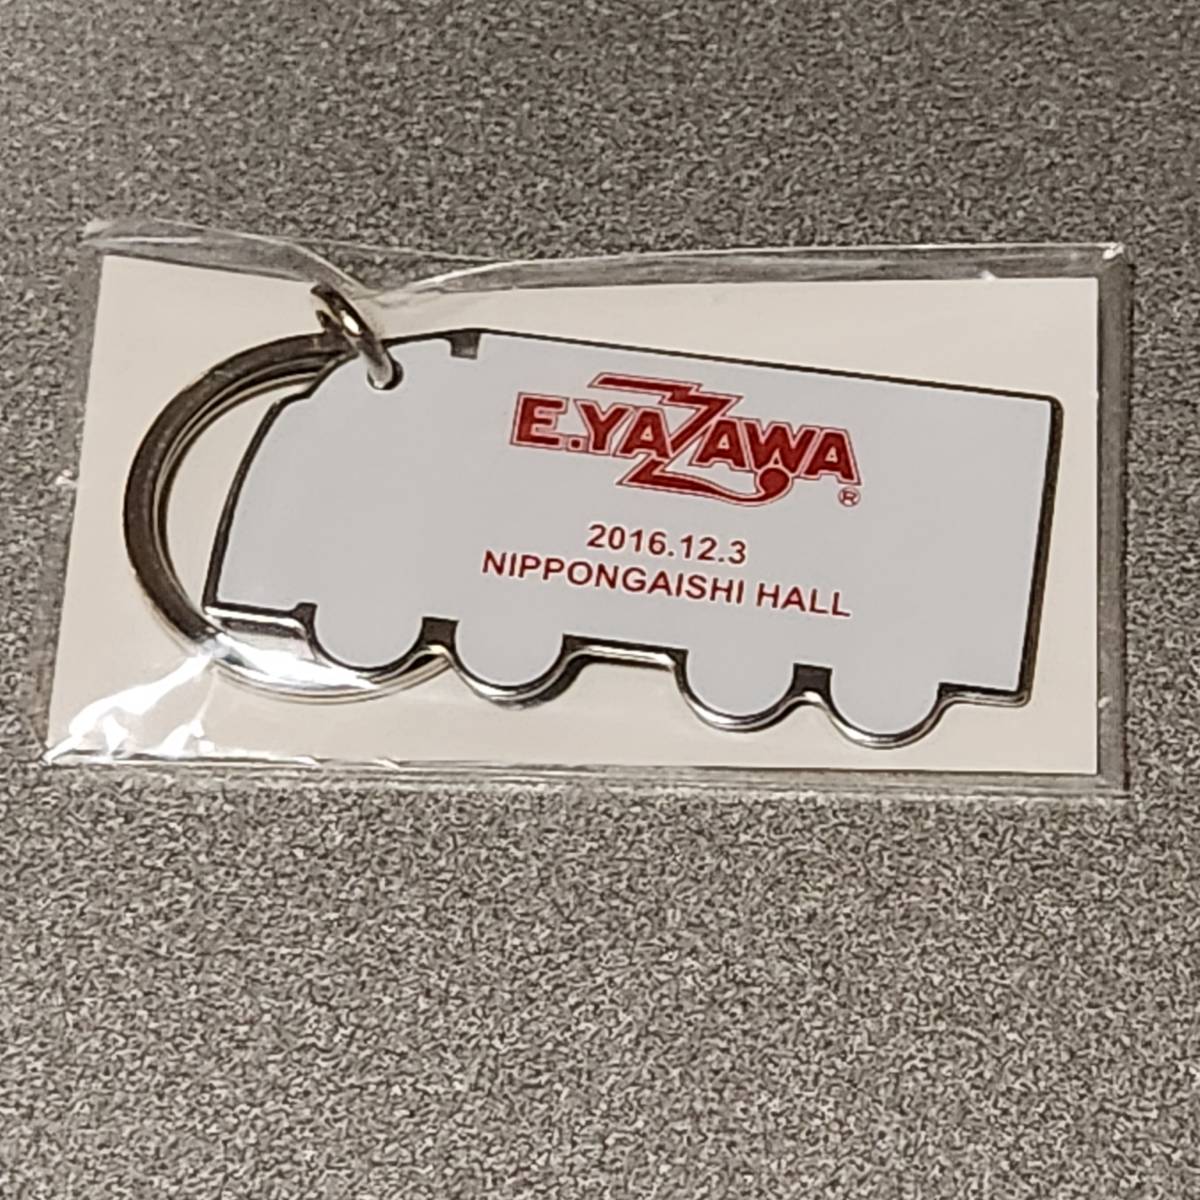 E.YAZAWA ®
2016.12.3
NIPPONGAISHI HALL